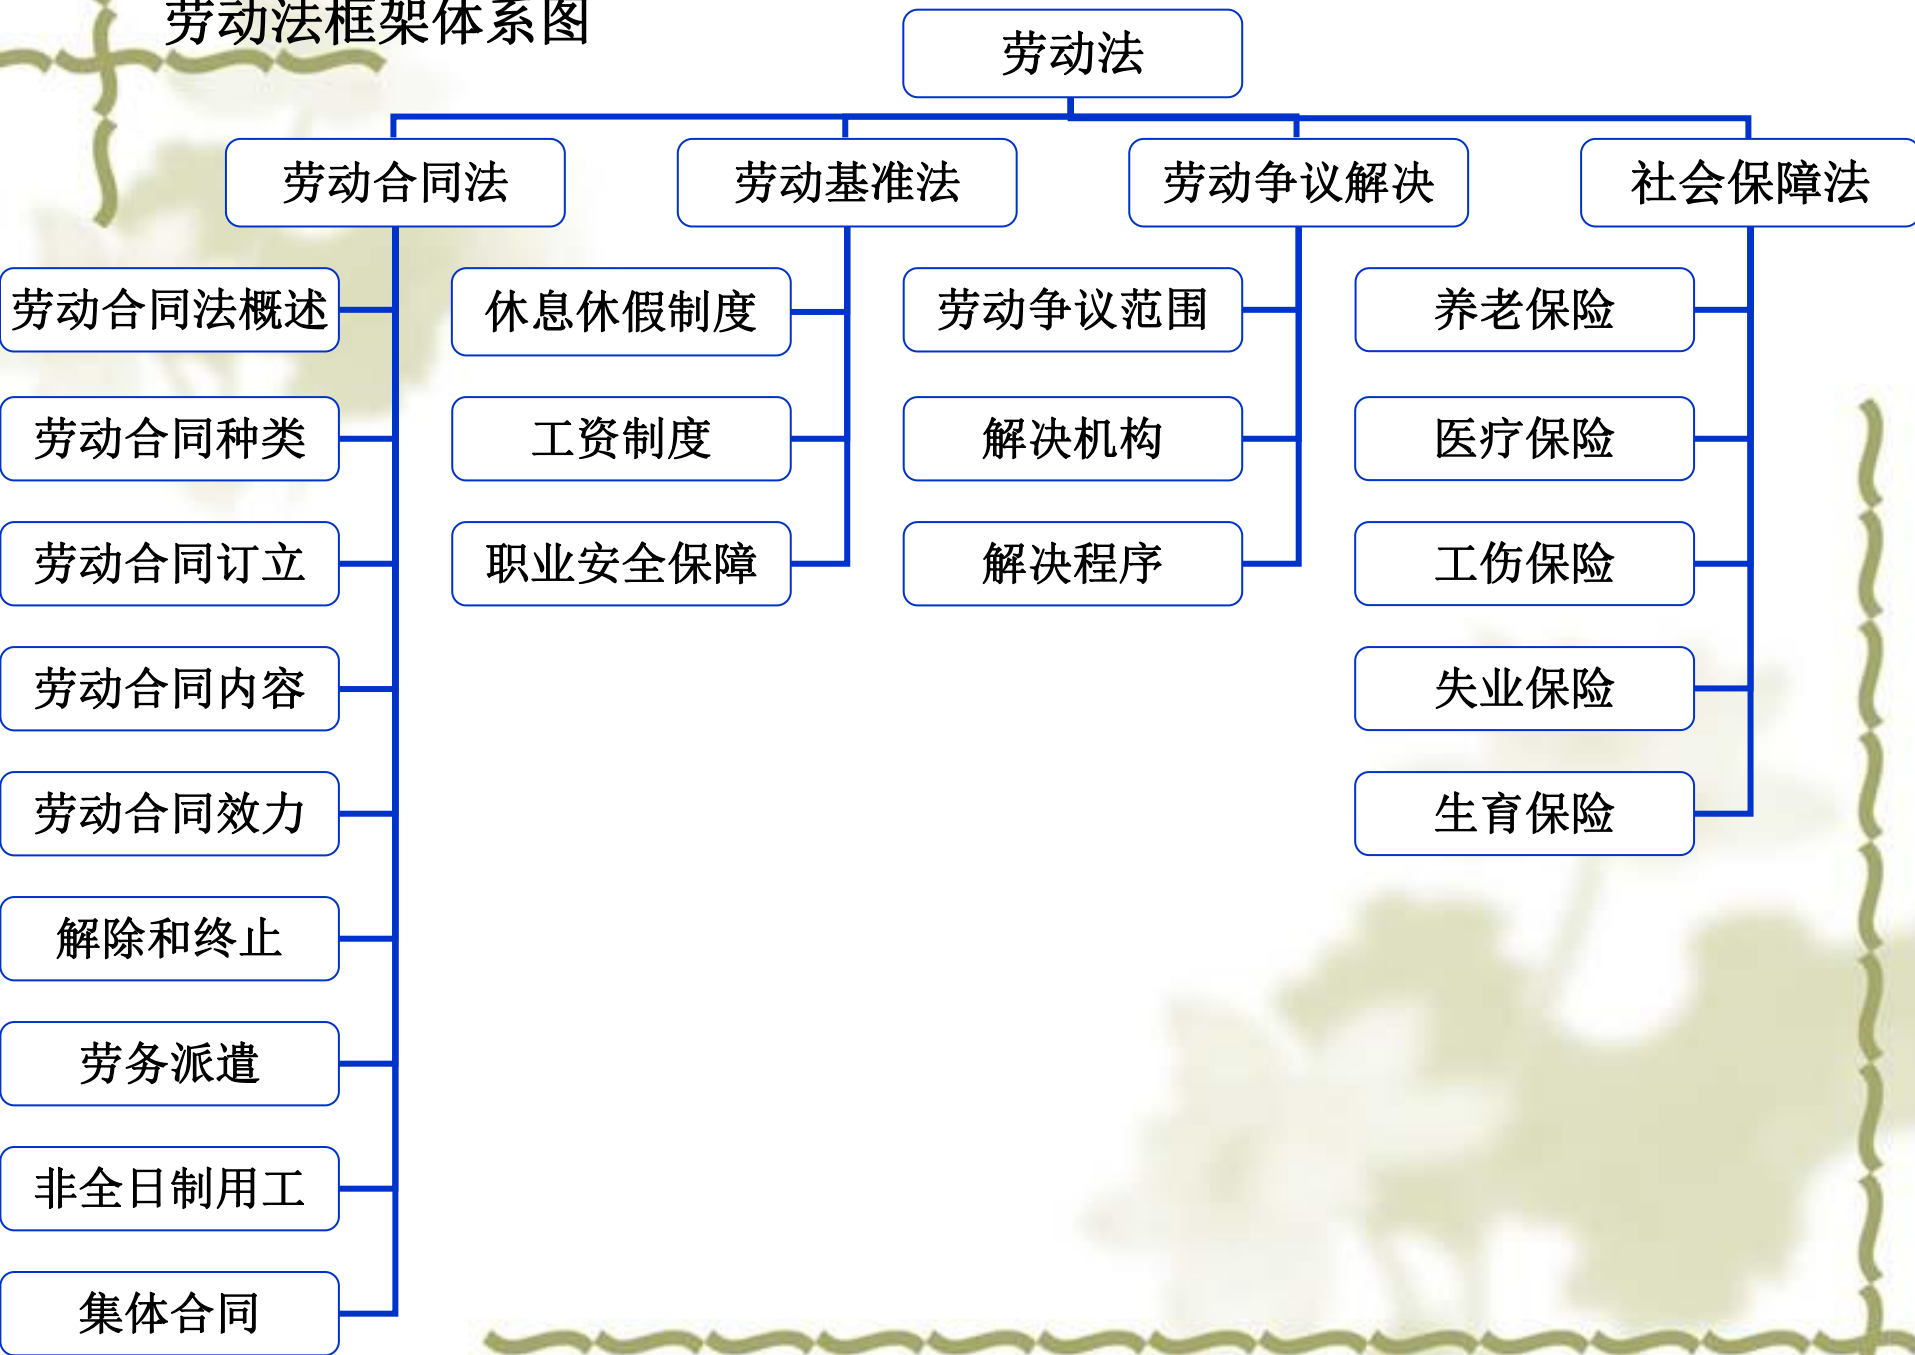 劳动法框架体系图
劳动法
劳动合同法
劳动基准法
劳动争议解决
社会保障法
劳动合同法概述
劳动合同种类
劳动合同订立
劳动合同内容
劳动合同效力
解除和终止
劳务派遣
非全日制用工
集体合同
休息休假制度
工资制度
职业安全保障
劳动争议范围
解决机构
解决程序
养老保险
医疗保险
工伤保险
失业保险
生育保险